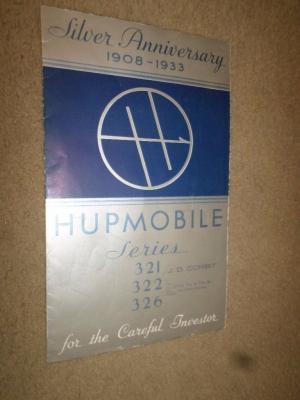 Silver Anniversary
1908-1933
H
HUPMOBILE
Series
321
322
326
for the Careful Investor